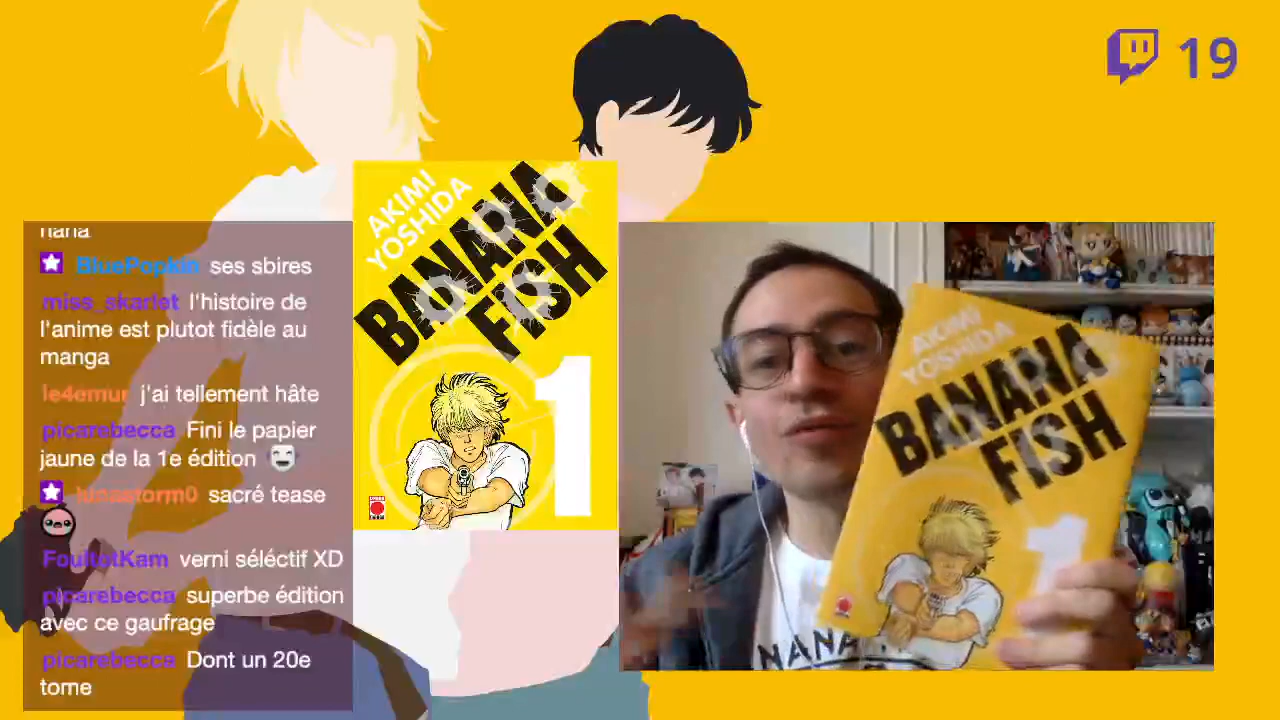 19
nana
BluePopkin ses sbires
miss_skarlet l'histoire de
l'anime est plutot fidèle au
manga
le4emur j'ai tellement hâte
picarebecca Fini le papier
jaune de la 1e édition
lunastorm0 sacré tease
FoultotKam verni séléctif XD
picarebecca superbe édition
avec ce gaufrage
picarebecca Dont un 20e
tome
AKIMI
YOSHIDA
BANANA
FISH
1
AKIMI
YOSHIDA
BANANA
FISH
1
NANA